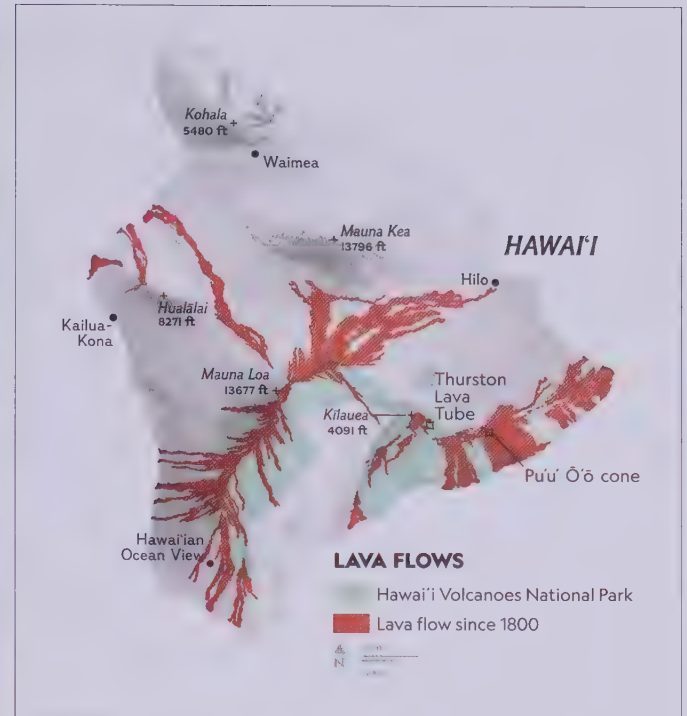 Kohala
5480 ft
Waimea
Mauna Kea
13796 ft
HAWAI‘I
Hilo
Hualālai
8271 ft
Kailua-
Kona
Mauna Loa
13677 ft
Thurston
Lava
Tube
Kīlauea
4091 ft
Pu‘u‘ Ō‘ō cone
Hawai‘ian
Ocean View
LAVA FLOWS
Hawai‘i Volcanoes National Park
Lava flow since 1800
N